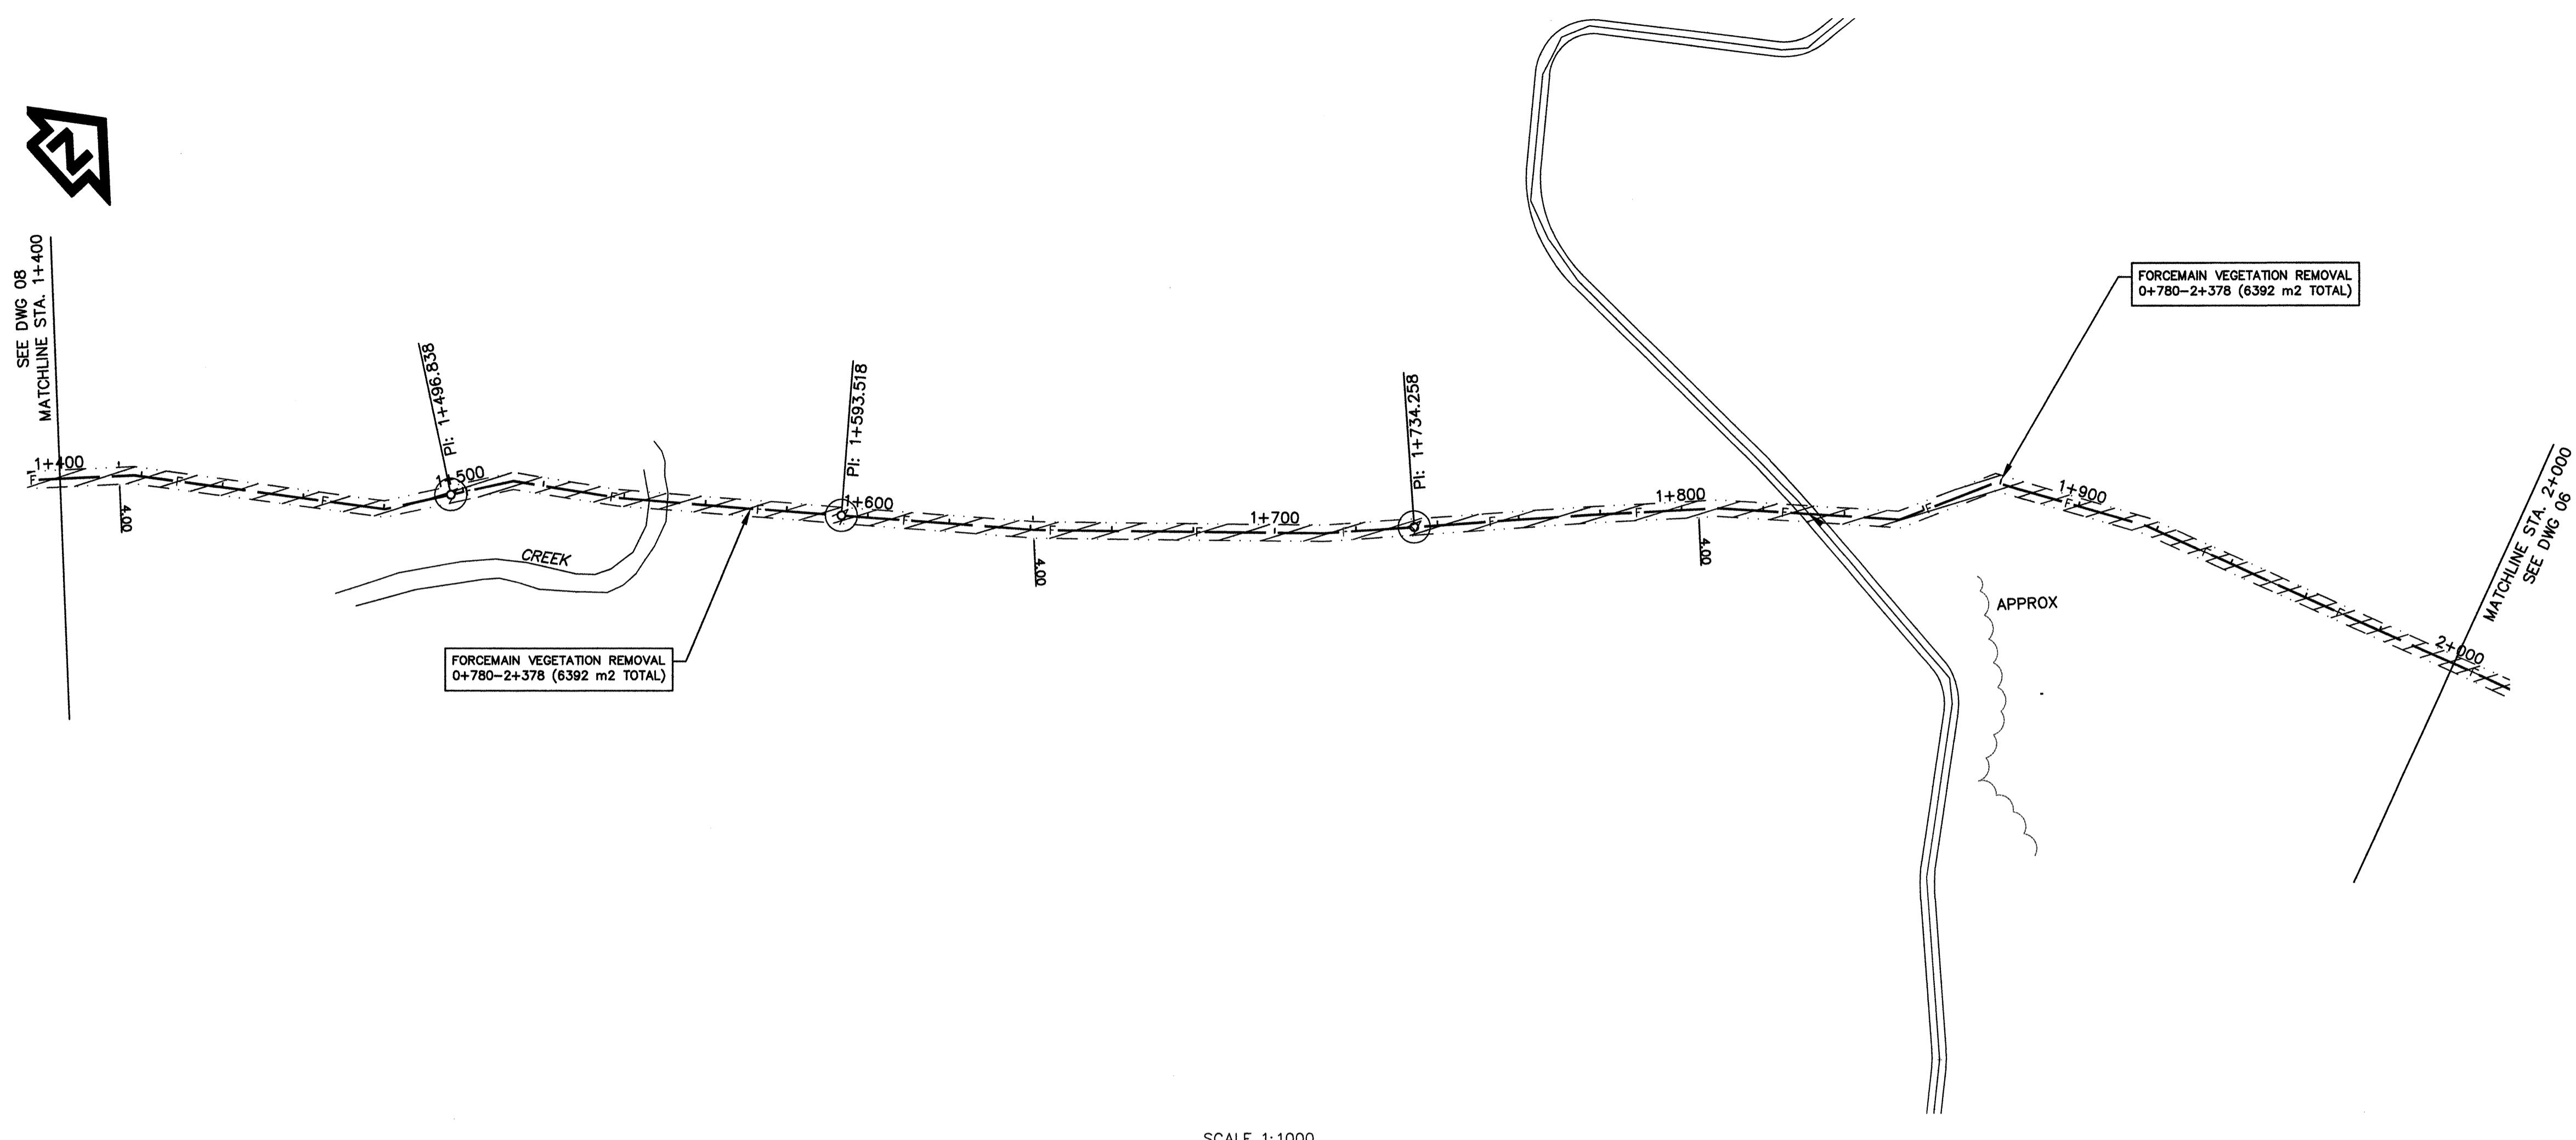 N
SEE DWG 08
MATCHLINE STA. 1+400
1+400
F
4.00
F
F
PI: 1+496.838
1+500
F
CREEK
FORCEMAIN VEGETATION REMOVAL
0+780-2+378 (6392 m2 TOTAL)
F
PI: 1+593.518
1+600
F
4.00
F
F
1+700
F
PI: 1+734.258
F
F
1+800
4.00
F
F
FORCEMAIN VEGETATION REMOVAL
0+780-2+378 (6392 m2 TOTAL)
APPROX
1+900
F
F
2+000
MATCHLINE STA. 2+000
SEE DWG 06
SCALE 1:1000